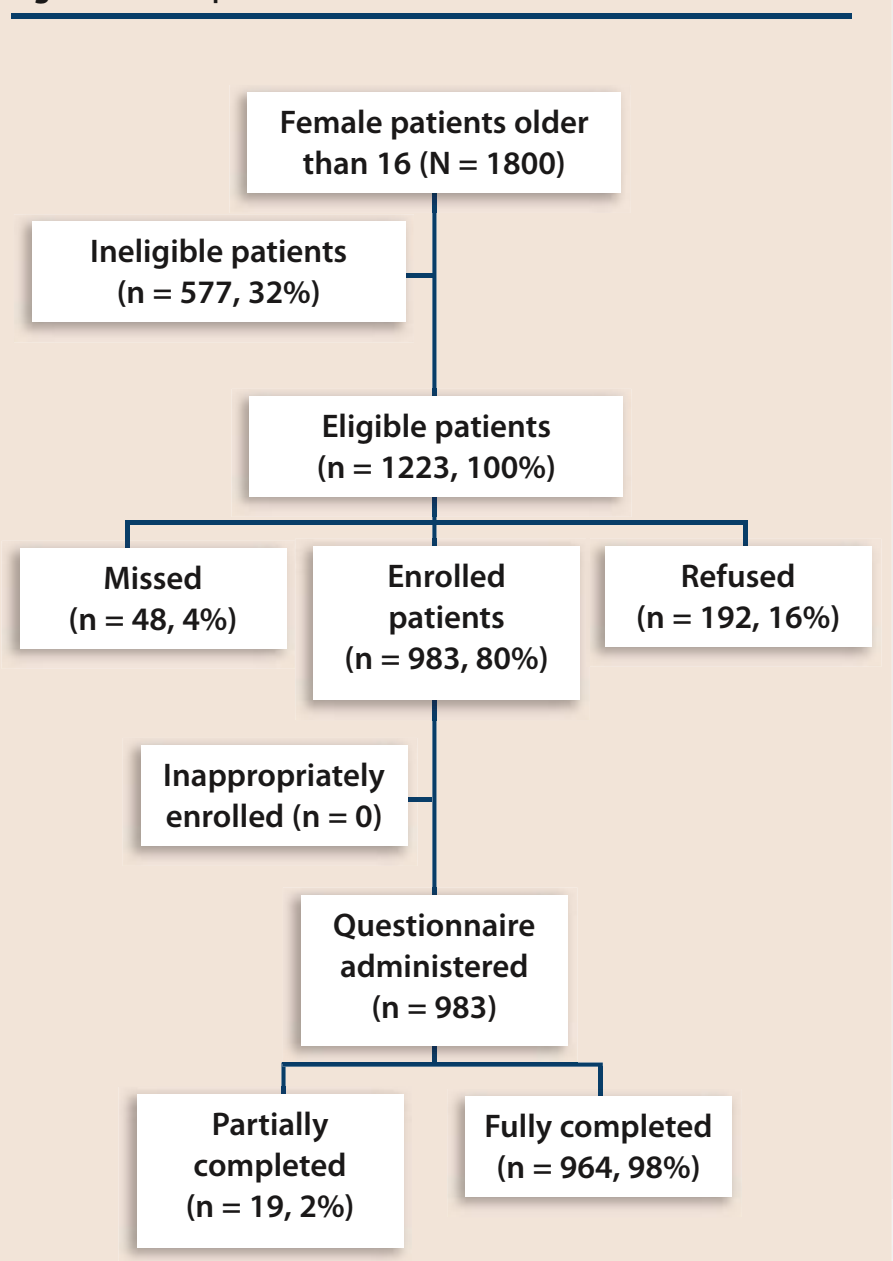 Female patients older
than 16 (N = 1800)
Ineligible patients
(n = 577, 32%)
Eligible patients
(n = 1223, 100%)
Missed
(n = 48, 4%)
Enrolled
patients
(n = 983, 80%)
Refused
(n = 192, 16%)
Inappropriately
enrolled (n = 0)
Questionnaire
administered
(n = 983)
Partially
completed
(n = 19, 2%)
Fully completed
(n = 964, 98%)